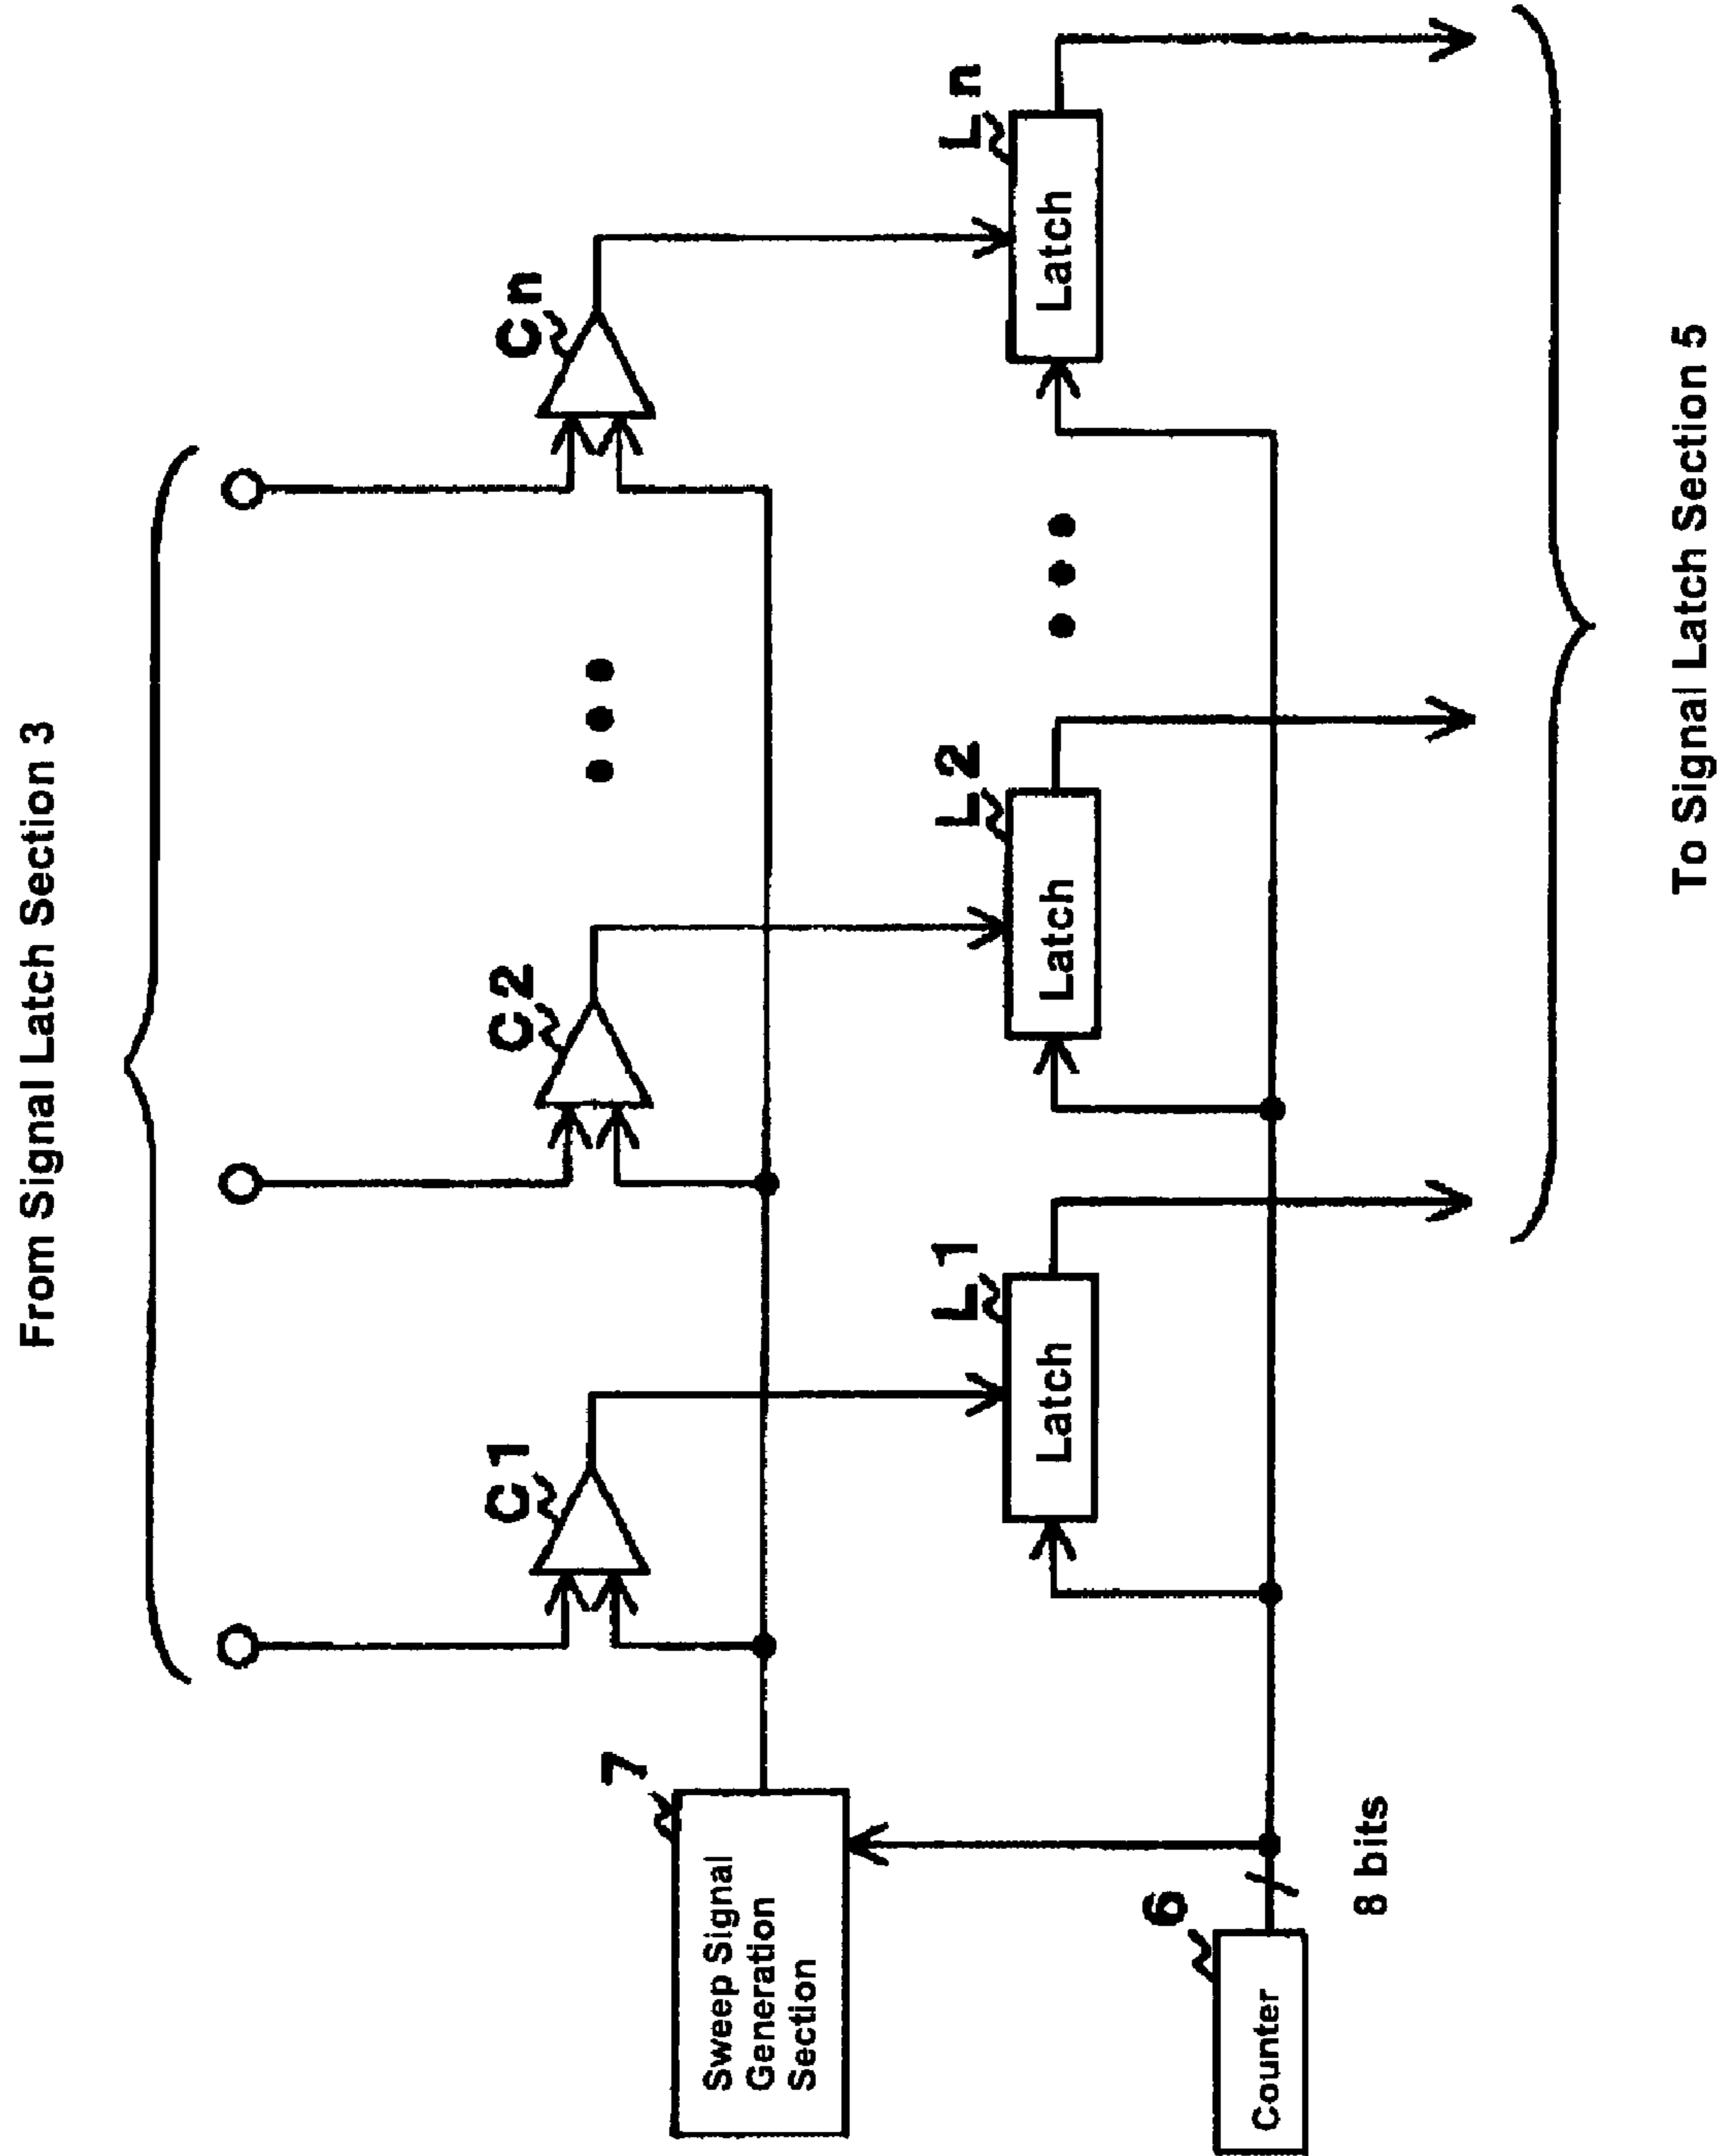 From Signal Latch Section 3
C1
C2
Cn
7
Sweep Signal
Generation
Section
L1
L2
Ln
Latch
Latch
Latch
6
Counter
8 bits
To Signal Latch Section 5